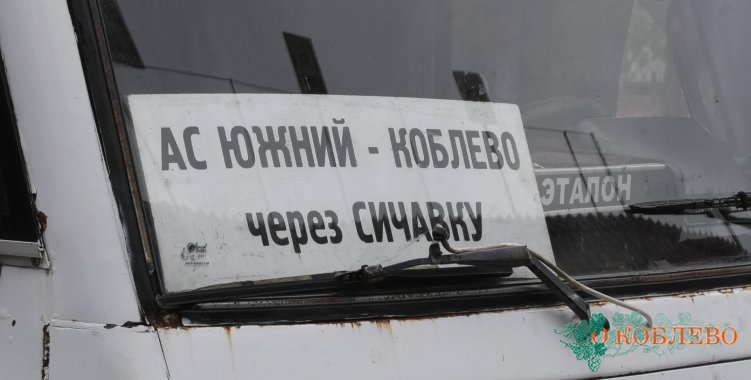 АС ЮЖНИЙ - КОБЛЕВО
через СИЧАВКУ
ЭТАЛОН
О КОБЛЕВО